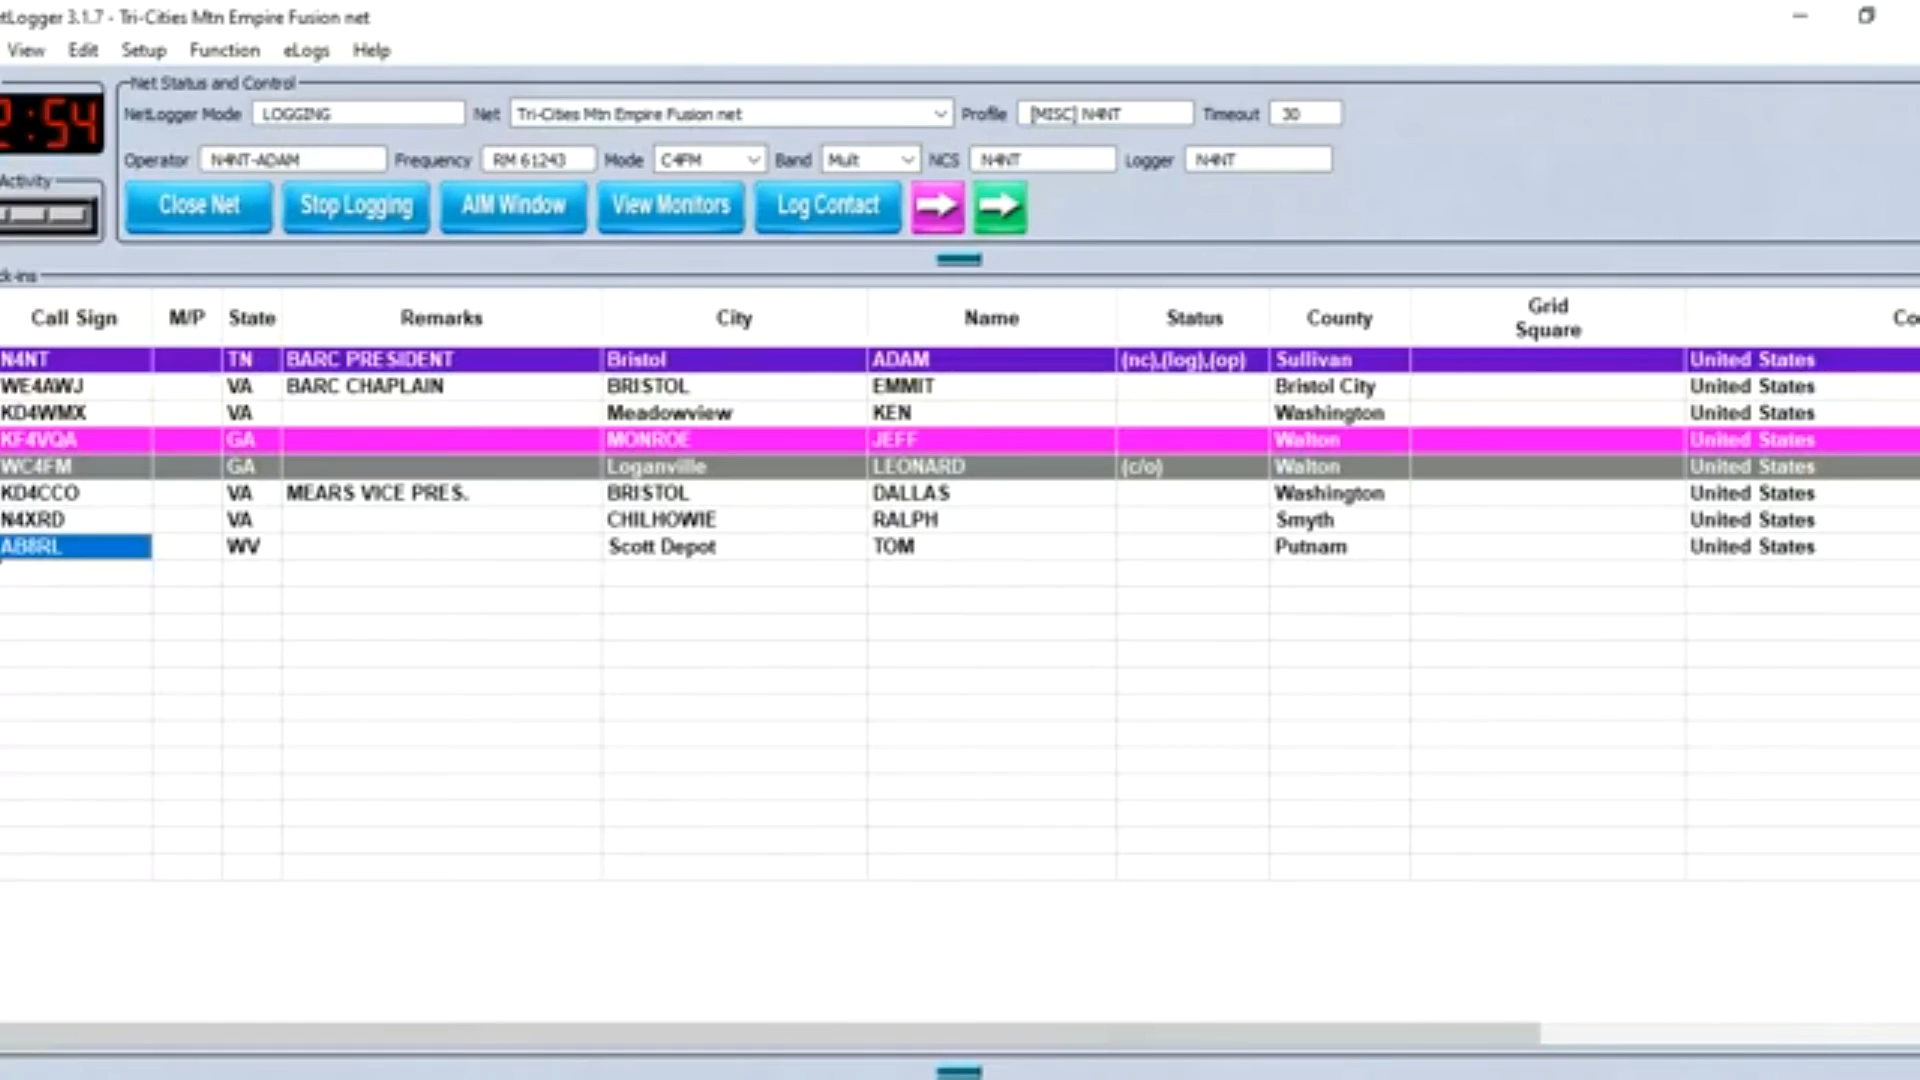 tLogger 3.1.7 - Tri-Cities Mtn Empire Fusion net
View Edit Setup Function eLogs Help
Net Status and Control
2:54
NetLogger Mode LOGGING Net Tri-Cities Mtn Empire Fusion net Profile [MISC] N4NT Timeout 30
Operator N4NT-ADAM Frequency RM 61243 Mode C4FM Band Mult NCS N4NT Logger N4NT
Activity
Close Net Stop Logging AIM Window View Monitors Log Contact
ck-ins
Call Sign M/P State Remarks City Name Status County Grid Square Co
N4NT TN BARC PRESIDENT Bristol ADAM (nc),(log),(op) Sullivan United States
WE4AWJ VA BARC CHAPLAIN BRISTOL EMMIT Bristol City United States
KD4WMX VA Meadowview KEN Washington United States
KF4VQA GA MONROE JEFF Walton United States
WC4FM GA Loganville LEONARD (c/o) Walton United States
KD4CCO VA MEARS VICE PRES. BRISTOL DALLAS Washington United States
N4XRD VA CHILHOWIE RALPH Smyth United States
AB8RL WV Scott Depot TOM Putnam United States